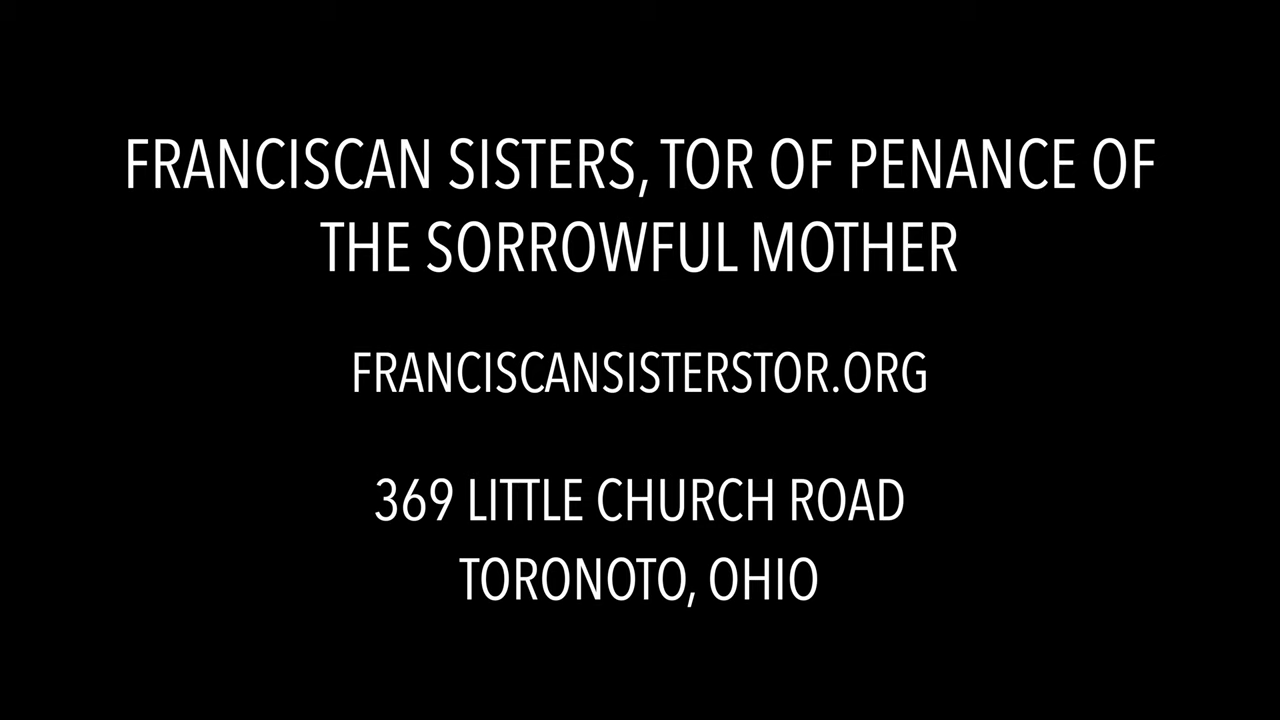 FRANCISCAN SISTERS, TOR OF PENANCE OF
THE SORROWFUL MOTHER
FRANCISCANSISTERSTOR.ORG
369 LITTLE CHURCH ROAD
TORONOTO, OHIO